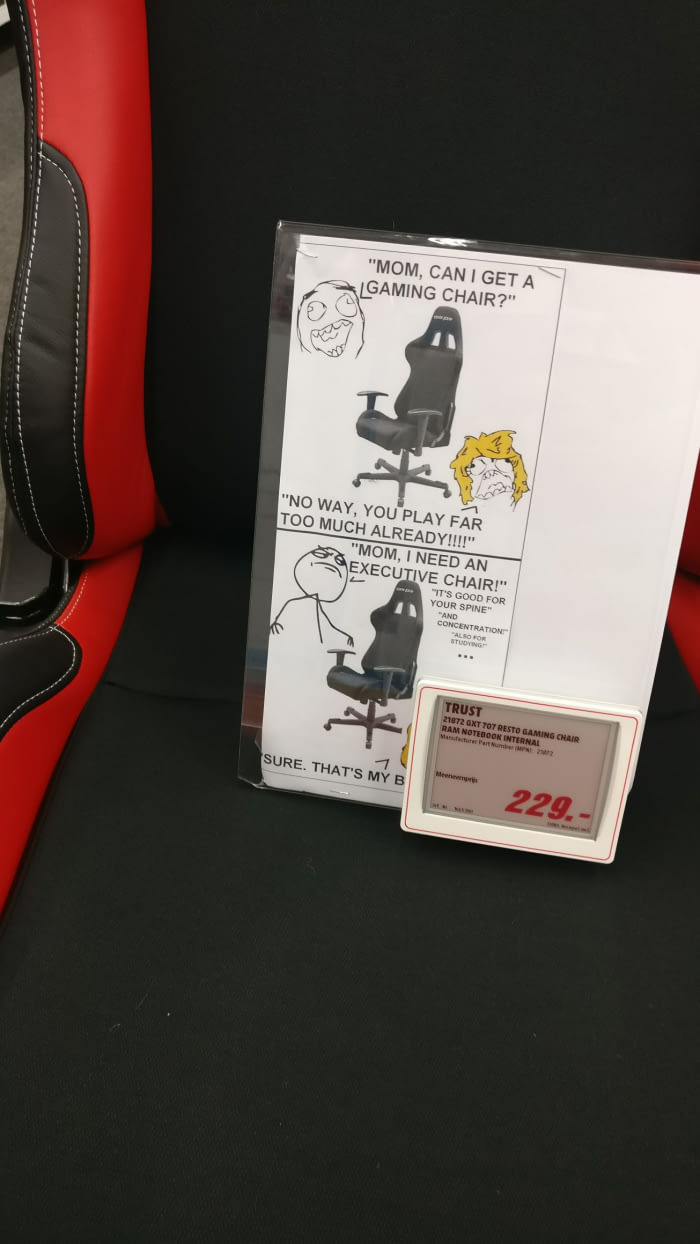 "MOM, CAN I GET A
GAMING CHAIR?"
"NO WAY, YOU PLAY FAR
TOO MUCH ALREADY!!!!"
"MOM, I NEED AN
EXECUTIVE CHAIR!"
"IT'S GOOD FOR
YOUR SPINE"
"AND
CONCENTRATION!"
"ALSO FOR
STUDYING!"
...
SURE. THAT'S MY B
TRUST
21872 GXT 707 RESTO GAMING CHAIR
RAM NOTEBOOK INTERNAL
Manufacturer Part Number (MPN): 21872
Meeneemprijs
229.-